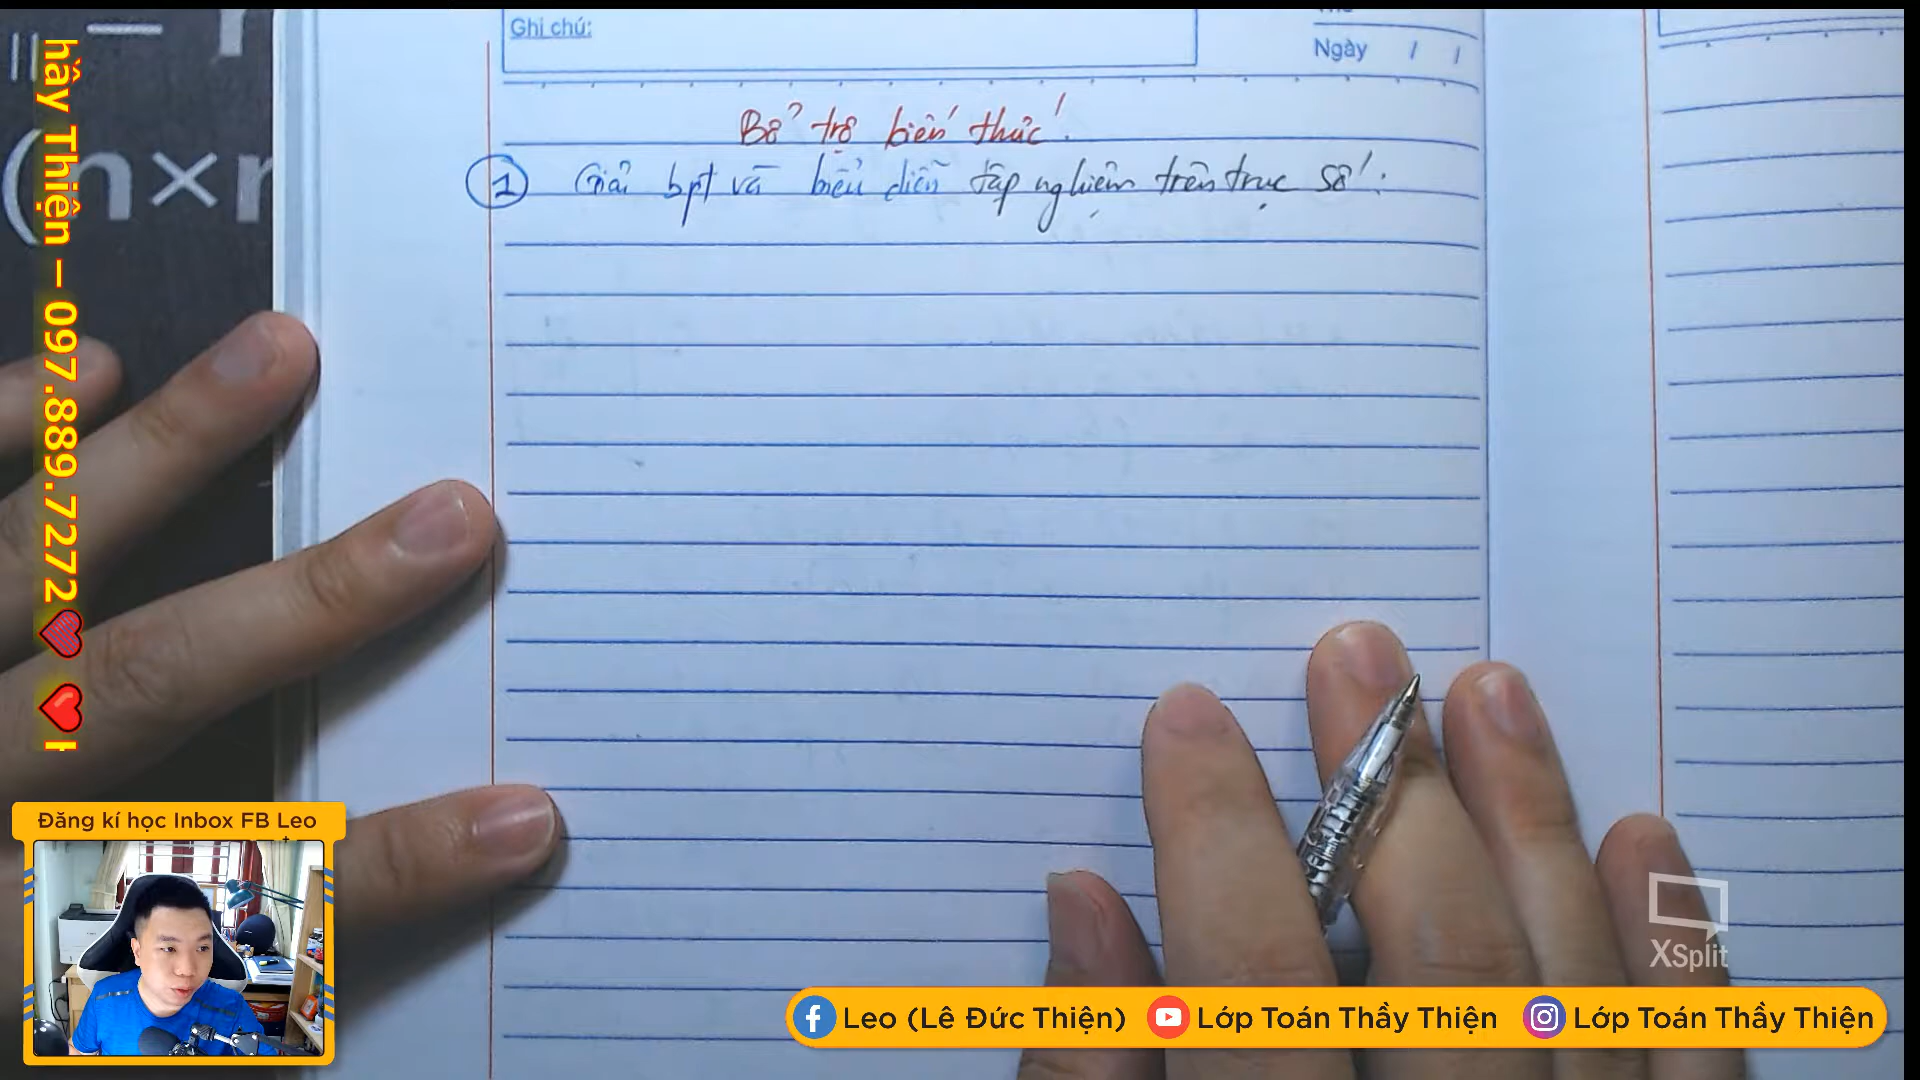 Ghi chú:
Ngày / /
Bổ trợ kiến thức.
1 Giải bpt và biểu diễn tập nghiệm trên trục số:
hầy Thiện – 097.889.7272
(n×n
Đăng kí học Inbox FB Leo
XSplit
Leo (Lê Đức Thiện)
Lớp Toán Thầy Thiện
Lớp Toán Thầy Thiện